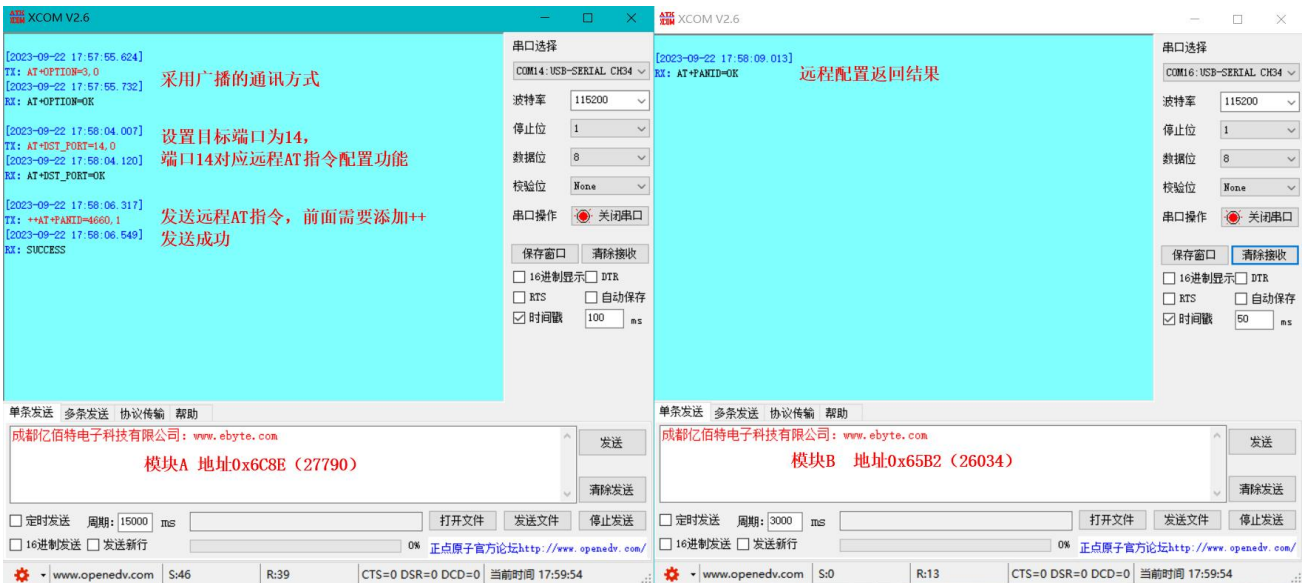 XCOM V2.6
[2023-09-22 17:57:55.624]
TX: AT+OPTION=3,0
[2023-09-22 17:57:55.732]
RX: AT+OPTION=OK
采用广播的通讯方式
[2023-09-22 17:58:04.007]
TX: AT+DST_PORT=14,0
[2023-09-22 17:58:04.120]
RX: AT+DST_PORT=OK
设置目标端口为14，
端口14对应远程AT指令配置功能
[2023-09-22 17:58:06.317]
TX: ++AT+PANID=4660,1
[2023-09-22 17:58:06.549]
RX: SUCCESS
发送远程AT指令，前面需要添加++
发送成功
串口选择
COM14:USB-SERIAL CH34
波特率 115200
停止位 1
数据位 8
校验位 None
串口操作 关闭串口
保存窗口 清除接收
16进制显示 DTR
RTS 自动保存
时间戳 100 ms
单条发送 多条发送 协议传输 帮助
成都亿佰特电子科技有限公司：www.ebyte.com
模块A 地址0x6C8E（27790）
发送
清除发送
定时发送 周期: 15000 ms 打开文件 发送文件 停止发送
16进制发送 发送新行 0% 正点原子官方论坛http://www.openedv.com/
www.openedv.com S:46 R:39 CTS=0 DSR=0 DCD=0 当前时间 17:59:54
XCOM V2.6
[2023-09-22 17:58:09.013]
RX: AT+PANID=OK
远程配置返回结果
串口选择
COM16:USB-SERIAL CH34
波特率 115200
停止位 1
数据位 8
校验位 None
串口操作 关闭串口
保存窗口 清除接收
16进制显示 DTR
RTS 自动保存
时间戳 50 ms
单条发送 多条发送 协议传输 帮助
成都亿佰特电子科技有限公司：www.ebyte.com
模块B 地址0x65B2（26034）
发送
清除发送
定时发送 周期: 3000 ms 打开文件 发送文件 停止发送
16进制发送 发送新行 0% 正点原子官方论坛http://www.openedv.com/
www.openedv.com S:0 R:13 CTS=0 DSR=0 DCD=0 当前时间 17:59:54